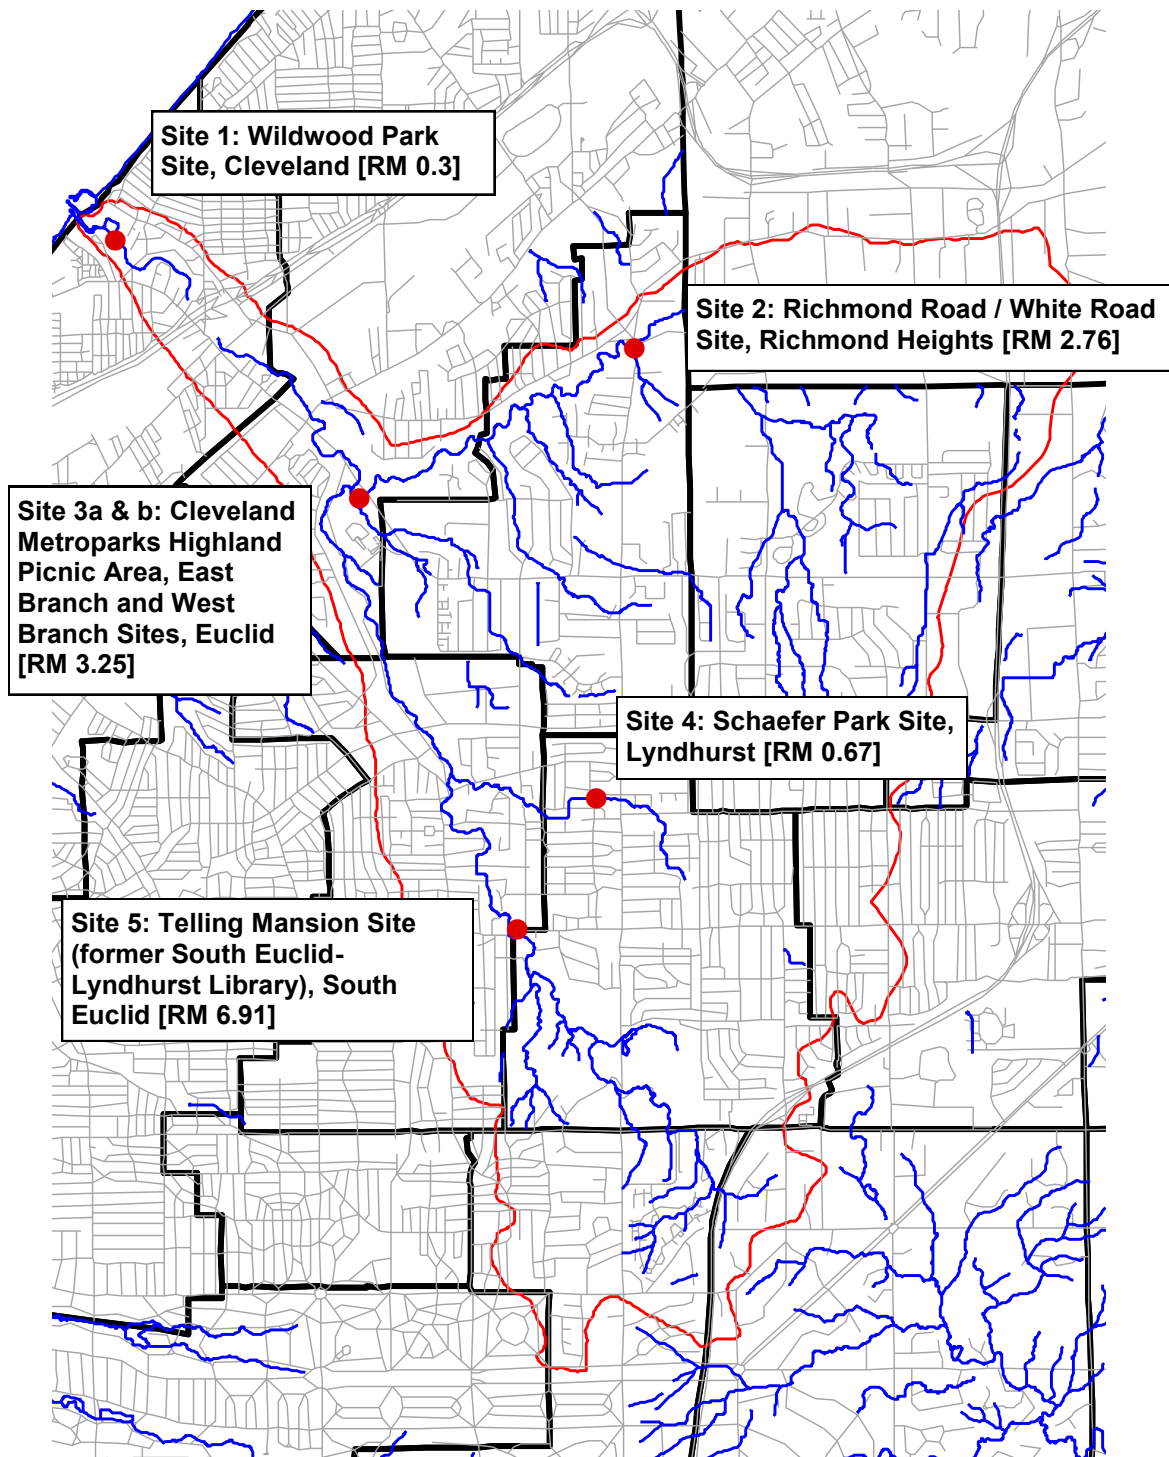 Site 1: Wildwood Park
Site, Cleveland [RM 0.3]
Site 2: Richmond Road / White Road
Site, Richmond Heights [RM 2.76]
Site 3a & b: Cleveland
Metroparks Highland
Picnic Area, East
Branch and West
Branch Sites, Euclid
[RM 3.25]
Site 4: Schaefer Park Site,
Lyndhurst [RM 0.67]
Site 5: Telling Mansion Site
(former South Euclid-
Lyndhurst Library), South
Euclid [RM 6.91]